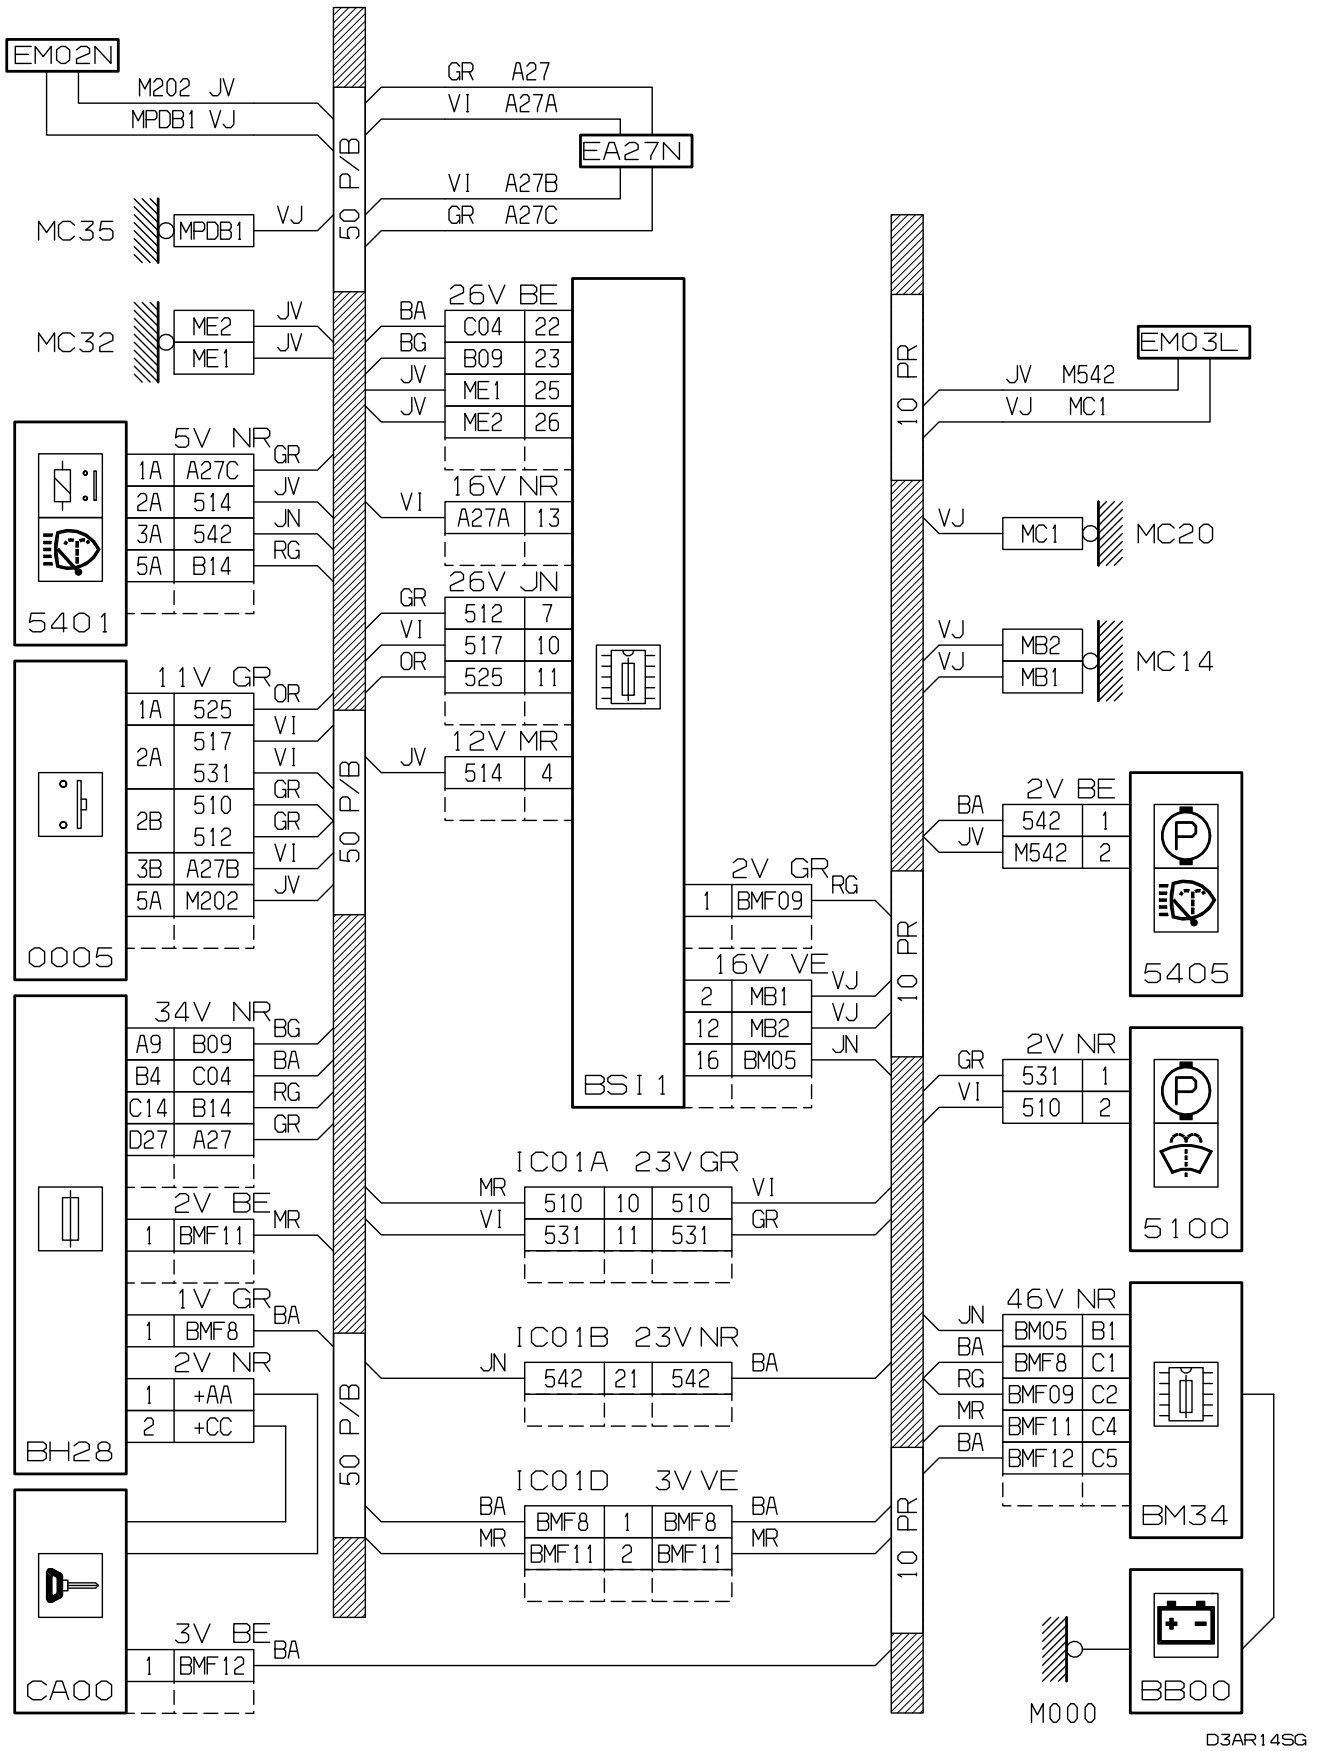 EM02N
M202 JV
MPDB1 VJ
GR A27
VI A27A
EA27N
VI A27B
GR A27C
50 P/B
MC35
MPDB1 VJ
MC32
ME2 JV
ME1 JV
26V BE
BA C04 22
BG B09 23
JV ME1 25
JV ME2 26
16V NR
VI A27A 13
26V JN
GR 512 7
VI 517 10
OR 525 11
12V MR
JV 514 4
BSI1
5V NR
1A A27C GR
2A 514 JV
3A 542 JN
5A B14 RG
5401
11V GR
1A 525 OR
2A 517 VI
531 VI
2B 510 GR
512 GR
3B A27B VI
5A M202 JV
0005
50 P/B
34V NR
A9 B09 BG
B4 C04 BA
C14 B14 RG
D27 A27 GR
2V BE
1 BMF11 MR
1V GR
1 BMF8 BA
2V NR
1 +AA
2 +CC
BH28
50 P/B
3V BE
1 BMF12 BA
CA00
2V GR
1 BMF09 RG
16V VE
2 MB1 VJ
12 MB2 VJ
16 BM05 JN
IC01A 23V GR
MR 510 10 510 VI
VI 531 11 531 GR
IC01B 23V NR
JN 542 21 542 BA
IC01D 3V VE
BA BMF8 1 BMF8 BA
MR BMF11 2 BMF11 MR
10 PR
EM03L
JV M542
VJ MC1
VJ MC1 MC20
VJ MB2
VJ MB1
MC14
2V BE
BA 542 1
JV M542 2
5405
10 PR
2V NR
GR 531 1
VI 510 2
5100
46V NR
JN BM05 B1
BA BMF8 C1
RG BMF09 C2
MR BMF11 C4
BA BMF12 C5
BM34
10 PR
M000
BB00
D3AR14SG